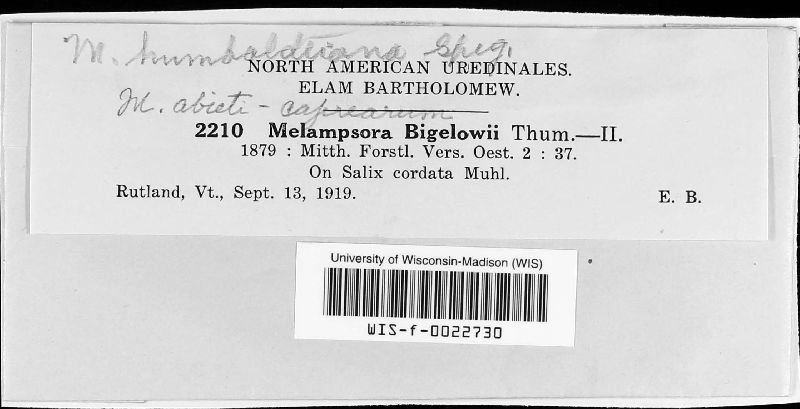 M. humboldtiana Speg.
NORTH AMERICAN UREDINALES.
ELAM BARTHOLOMEW.
M. abieti-caprearum
2210 Melampsora Bigelowii Thum.—II.
1879 : Mitth. Forstl. Vers. Oest. 2 : 37.
On Salix cordata Muhl.
Rutland, Vt., Sept. 13, 1919. E. B.
University of Wisconsin-Madison (WIS)
WIS-f-0022730